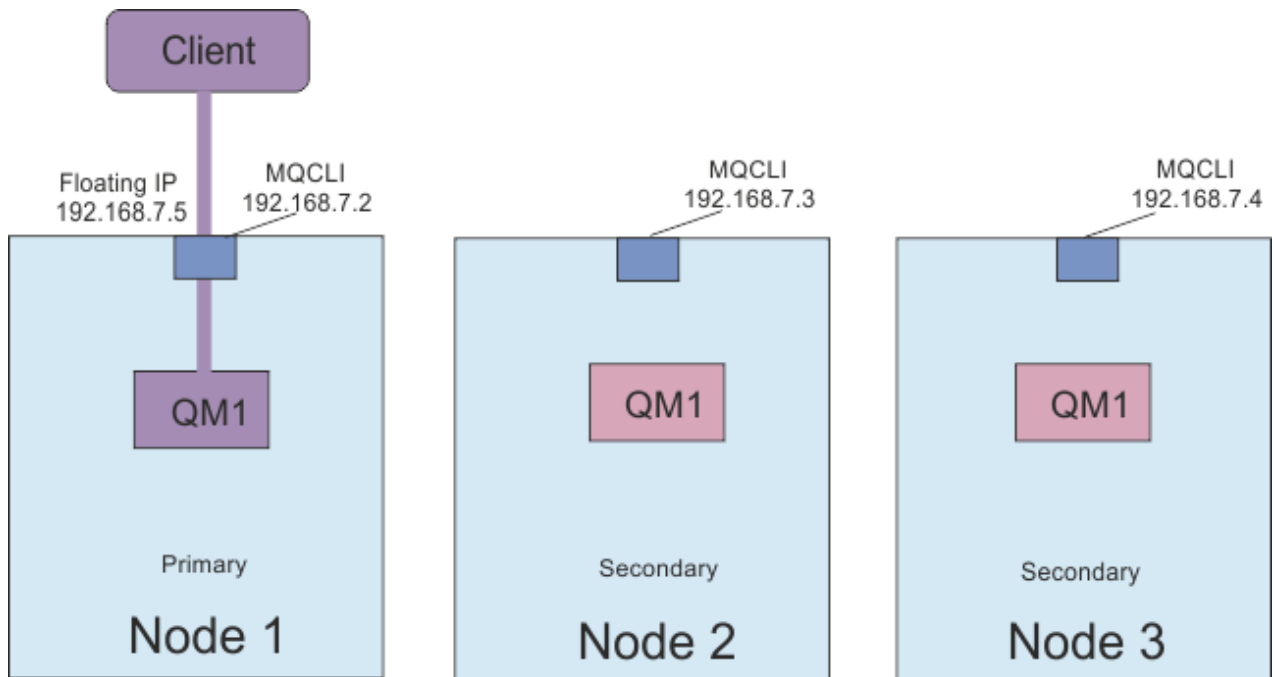 Client
Floating IP
192.168.7.5
MQCLI
192.168.7.2
MQCLI
192.168.7.3
MQCLI
192.168.7.4
QM1
QM1
QM1
Primary
Secondary
Secondary
Node 1
Node 2
Node 3